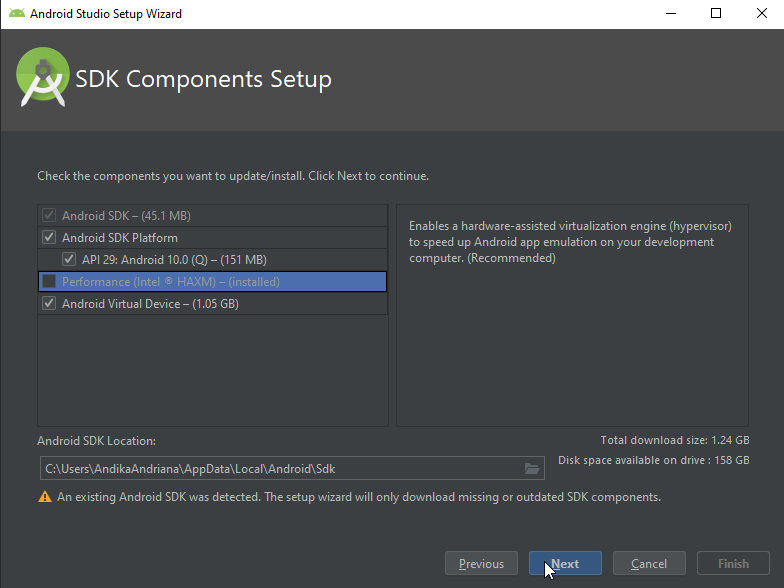 Android Studio Setup Wizard
SDK Components Setup
Check the components you want to update/install. Click Next to continue.
Android SDK – (45.1 MB)
Android SDK Platform
API 29: Android 10.0 (Q) – (151 MB)
Performance (Intel ® HAXM) – (installed)
Android Virtual Device – (1.05 GB)
Enables a hardware-assisted virtualization engine (hypervisor)
to speed up Android app emulation on your development
computer. (Recommended)
Android SDK Location:
C:\Users\AndikaAndriana\AppData\Local\Android\Sdk
Total download size: 1.24 GB
Disk space available on drive : 158 GB
An existing Android SDK was detected. The setup wizard will only download missing or outdated SDK components.
Previous
Next
Cancel
Finish